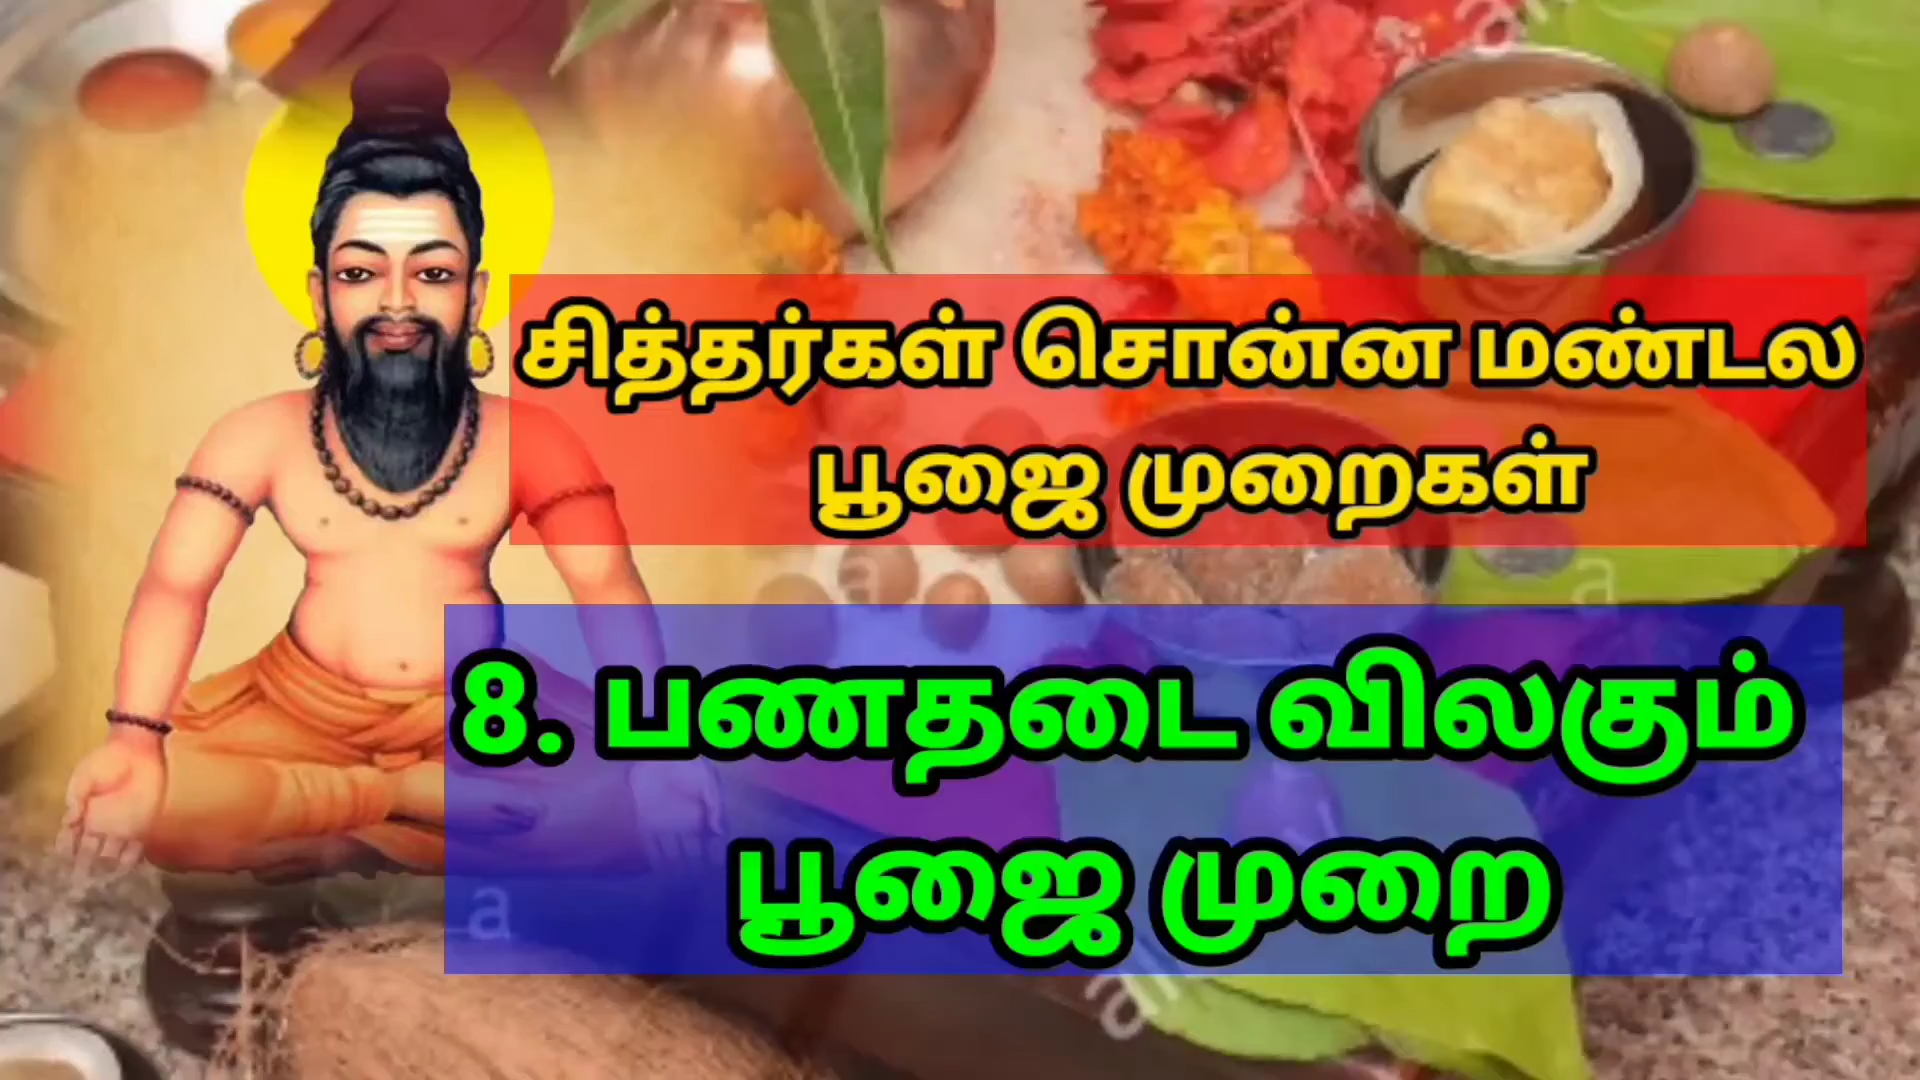 சித்தர்கள் சொன்ன மண்டல
பூஜை முறைகள்
8. பணதடை விலகும்
பூஜை முறை